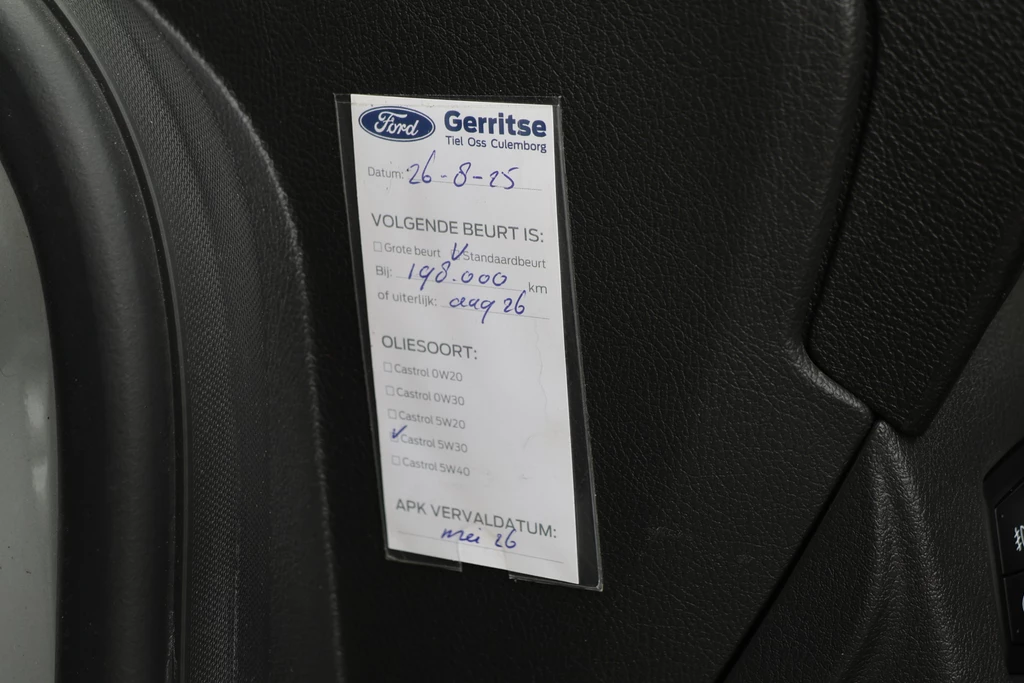 Ford Gerritse
Tiel Oss Culemborg
Datum: 26-8-25
VOLGENDE BEURT IS:
☐ Grote beurt ☑ Standaardbeurt
Bij: 198.000 km
of uiterlijk: aug 26
OLIESOORT:
☐ Castrol 0W20
☐ Castrol 0W30
☐ Castrol 5W20
☑ Castrol 5W30
☐ Castrol 5W40
APK VERVALDATUM:
mei 26